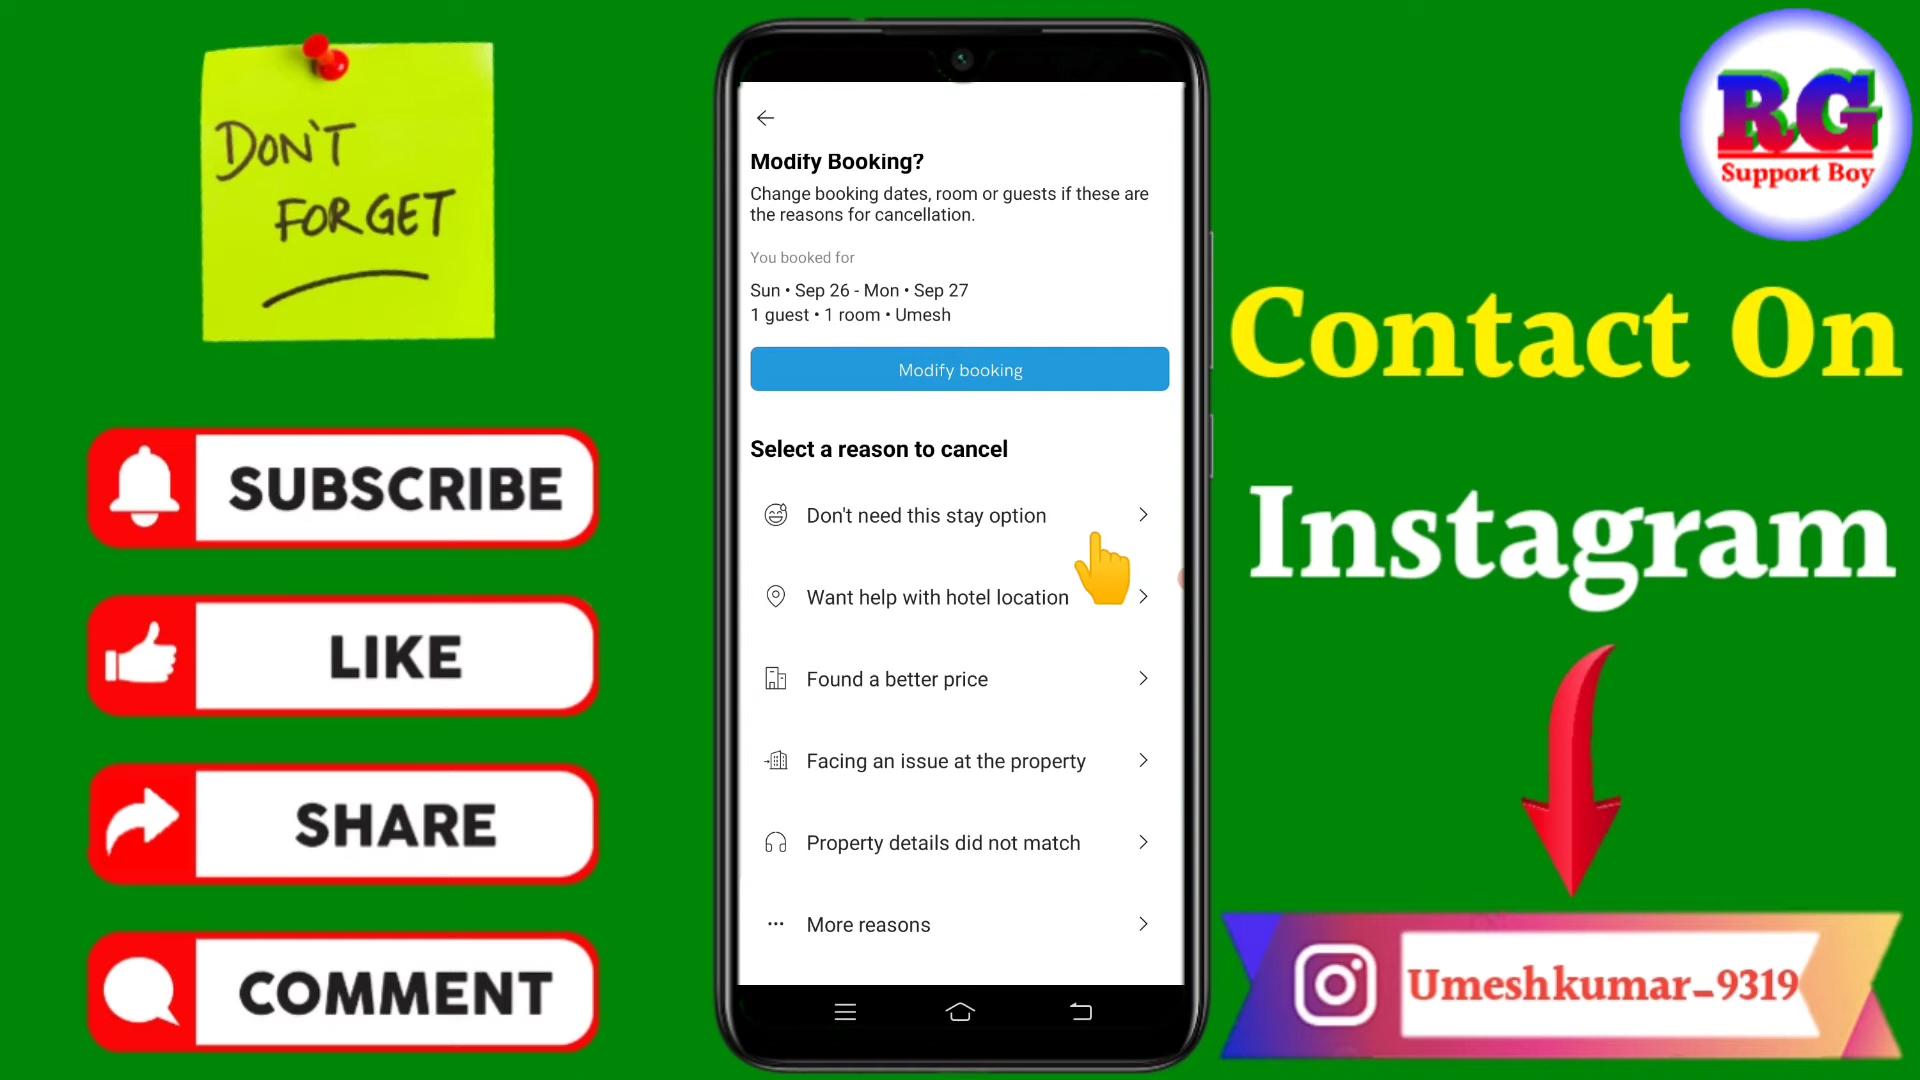 DON'T
FORGET
SUBSCRIBE
LIKE
SHARE
COMMENT
Modify Booking?
Change booking dates, room or guests if these are
the reasons for cancellation.
You booked for
Sun • Sep 26 - Mon • Sep 27
1 guest • 1 room • Umesh
Modify booking
Select a reason to cancel
Don't need this stay option
Want help with hotel location
Found a better price
Facing an issue at the property
Property details did not match
More reasons
RG
Support Boy
Contact On
Instagram
Umeshkumar-9319